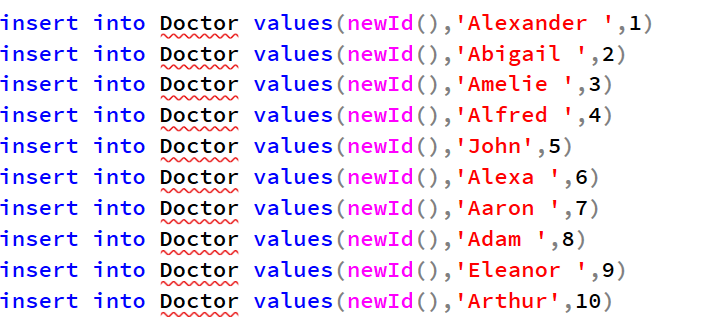 insert into Doctor values(newId(),'Alexander ',1)
insert into Doctor values(newId(),'Abigail ',2)
insert into Doctor values(newId(),'Amelie ',3)
insert into Doctor values(newId(),'Alfred ',4)
insert into Doctor values(newId(),'John',5)
insert into Doctor values(newId(),'Alexa ',6)
insert into Doctor values(newId(),'Aaron ',7)
insert into Doctor values(newId(),'Adam ',8)
insert into Doctor values(newId(),'Eleanor ',9)
insert into Doctor values(newId(),'Arthur',10)